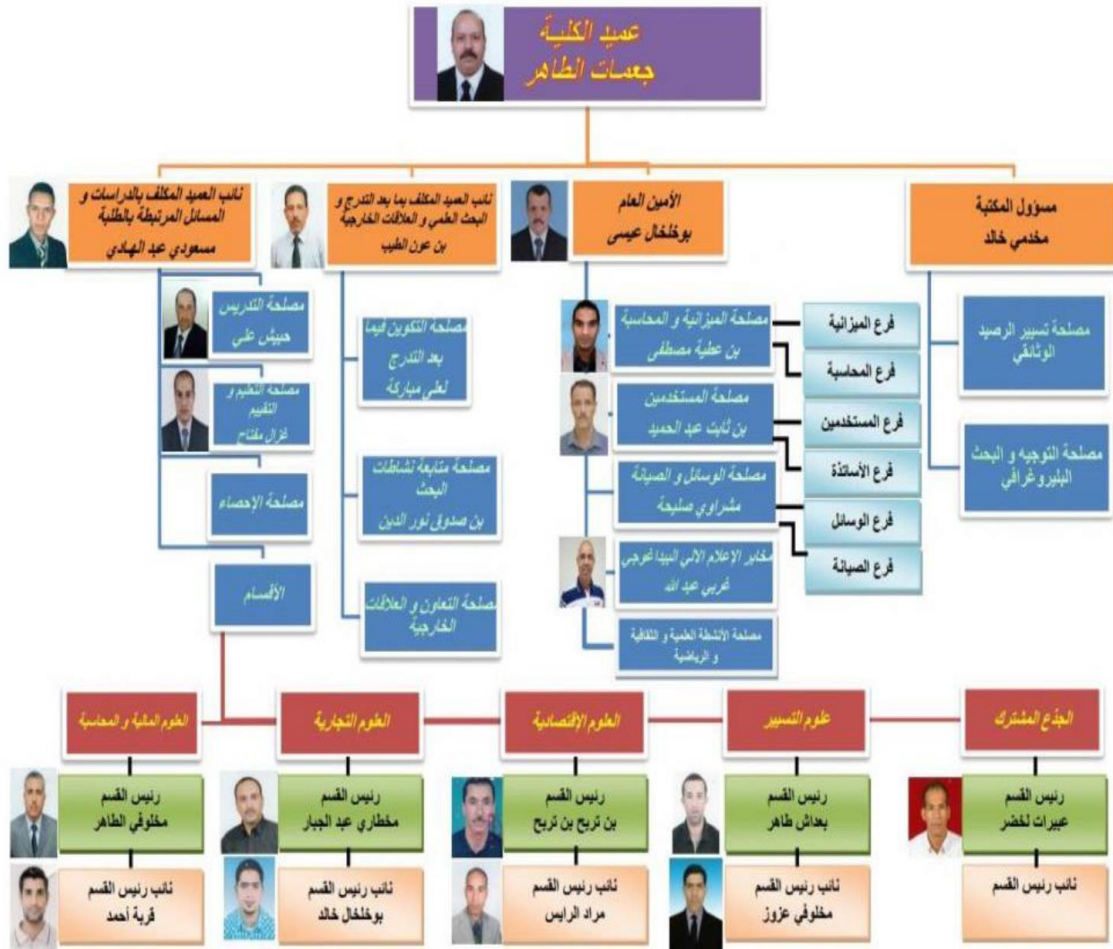 عميد الكلية
جعمات الطاهر
مسؤول المكتبة
مخدمي خالد
الأمين العام
بوخلخال عيسى
نائب العميد المكلف بما بعد التدرج و
البحث العلمي و العلاقات الخارجية
بن عون الطيب
نائب العميد المكلف بالدراسات و
المسائل المرتبطة بالطلبة
مسعودي عبد الهادي
مصلحة تسيير الرصيد
الوثائقي
مصلحة التوجيه و البحث
البليروغرافي
مصلحة الميزانية و المحاسبة
بن عطية مصطفى
فرع الميزانية
فرع المحاسبة
مصلحة المستخدمين
بن ثابت عبد الحميد
فرع المستخدمين
فرع الأساتذة
مصلحة الوسائل و الصيانة
مشراوي صليحة
فرع الوسائل
فرع الصيانة
مخابر الإعلام الآلي البيداغوجي
غربي عبد الله
مصلحة الأنشطة العلمية و الثقافية
و الرياضية
مصلحة التكوين فيما
بعد التدرج
لعلى مباركة
مصلحة متابعة نشاطات
البحث
بن صدوق نور الدين
مصلحة التعاون و العلاقات
الخارجية
مصلحة التدريس
حبيش علي
مصلحة التعليم و
التقييم
غزال مفتاح
مصلحة الإحصاء
الأقسام
الجذع المشترك
علوم التسيير
العلوم الإقتصادية
العلوم التجارية
العلوم المالية و المحاسبة
رئيس القسم
عبيرات لخضر
رئيس القسم
بعداش طاهر
رئيس القسم
بن تريح بن تريح
رئيس القسم
مخطاري عبد الجبار
رئيس القسم
مخلوفي الطاهر
نائب رئيس القسم
نائب رئيس القسم
مخلوفي عزوز
نائب رئيس القسم
مراد الرايس
نائب رئيس القسم
بوخلخال خالد
نائب رئيس القسم
قرية أحمد